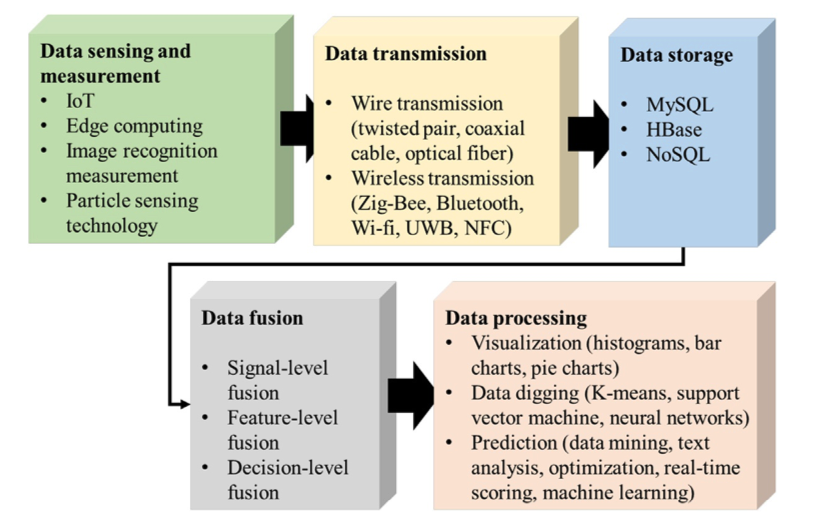 Data sensing and
measurement
• IoT
• Edge computing
• Image recognition
measurement
• Particle sensing
technology
Data transmission
• Wire transmission
(twisted pair, coaxial
cable, optical fiber)
• Wireless transmission
(Zig-Bee, Bluetooth,
Wi-fi, UWB, NFC)
Data storage
• MySQL
• HBase
• NoSQL
Data fusion
• Signal-level
fusion
• Feature-level
fusion
• Decision-level
fusion
Data processing
• Visualization (histograms, bar
charts, pie charts)
• Data digging (K-means, support
vector machine, neural networks)
• Prediction (data mining, text
analysis, optimization, real-time
scoring, machine learning)